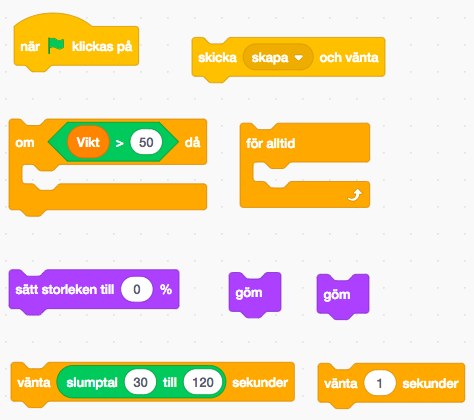 när klickas på
skicka skapa och vänta
om Vikt > 50 då
för alltid
sätt storleken till 0 %
göm
göm
vänta slumptal 30 till 120 sekunder
vänta 1 sekunder